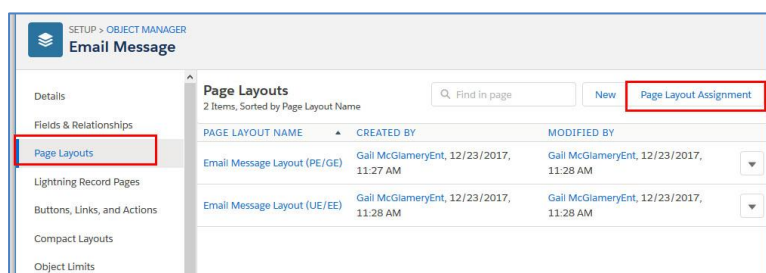 SETUP > OBJECT MANAGER
Email Message
Details
Fields & Relationships
Page Layouts
Lightning Record Pages
Buttons, Links, and Actions
Compact Layouts
Object Limits
Page Layouts
2 Items, Sorted by Page Layout Name
Find in page
New
Page Layout Assignment
PAGE LAYOUT NAME CREATED BY MODIFIED BY
Email Message Layout (PE/GE) Gail McGlameryEnt, 12/23/2017, Gail McGlameryEnt, 12/23/2017,
11:27 AM 11:28 AM
Email Message Layout (UE/EE) Gail McGlameryEnt, 12/23/2017, Gail McGlameryEnt, 12/23/2017,
11:28 AM 11:28 AM